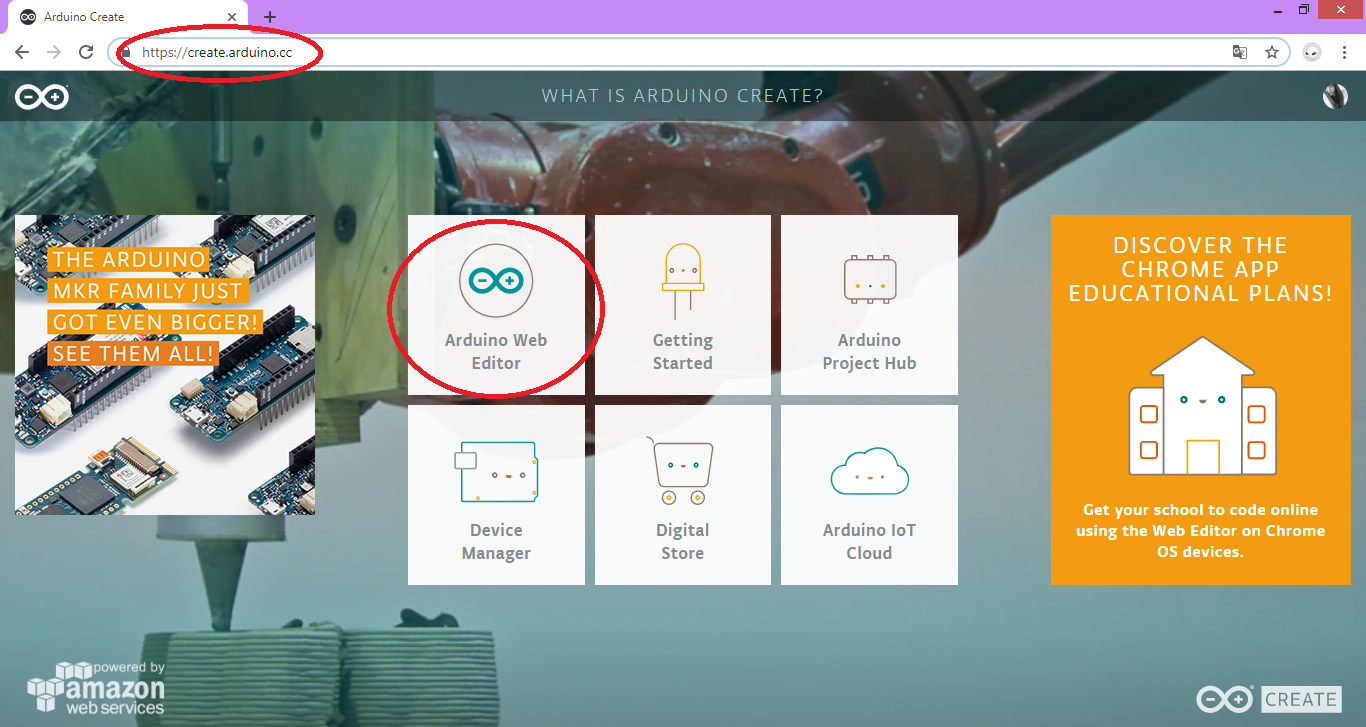 Arduino Create
https://create.arduino.cc
WHAT IS ARDUINO CREATE?
THE ARDUINO
MKR FAMILY JUST
GOT EVEN BIGGER!
SEE THEM ALL!
Arduino Web
Editor
Getting
Started
Arduino
Project Hub
Device
Manager
Digital
Store
Arduino IoT
Cloud
DISCOVER THE
CHROME APP
EDUCATIONAL PLANS!
Get your school to code online
using the Web Editor on Chrome
OS devices.
powered by
amazon
web services
CREATE